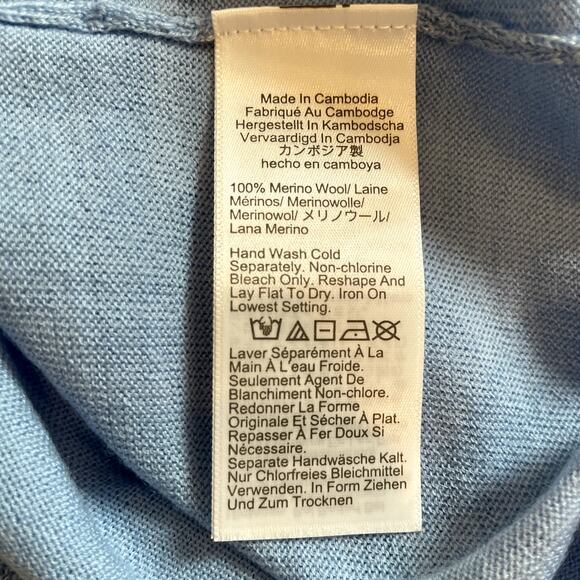 Made In Cambodia
Fabriqué Au Cambodge
Hergestellt In Kambodscha
Vervaardigd In Cambodja
カンボジア製
hecho en camboya
100% Merino Wool/ Laine
Mérinos/ Merinowolle/
Merinowol/ メリノウール/
Lana Merino
Hand Wash Cold
Separately. Non-chlorine
Bleach Only. Reshape And
Lay Flat To Dry. Iron On
Lowest Setting.
Laver Séparément À La
Main À L'eau Froide.
Seulement Agent De
Blanchiment Non-chlore.
Redonner La Forme
Originale Et Sécher À Plat.
Repasser À Fer Doux Si
Nécessaire.
Separate Handwäsche Kalt.
Nur Chlorfreies Bleichmittel
Verwenden. In Form Ziehen
Und Zum Trocknen